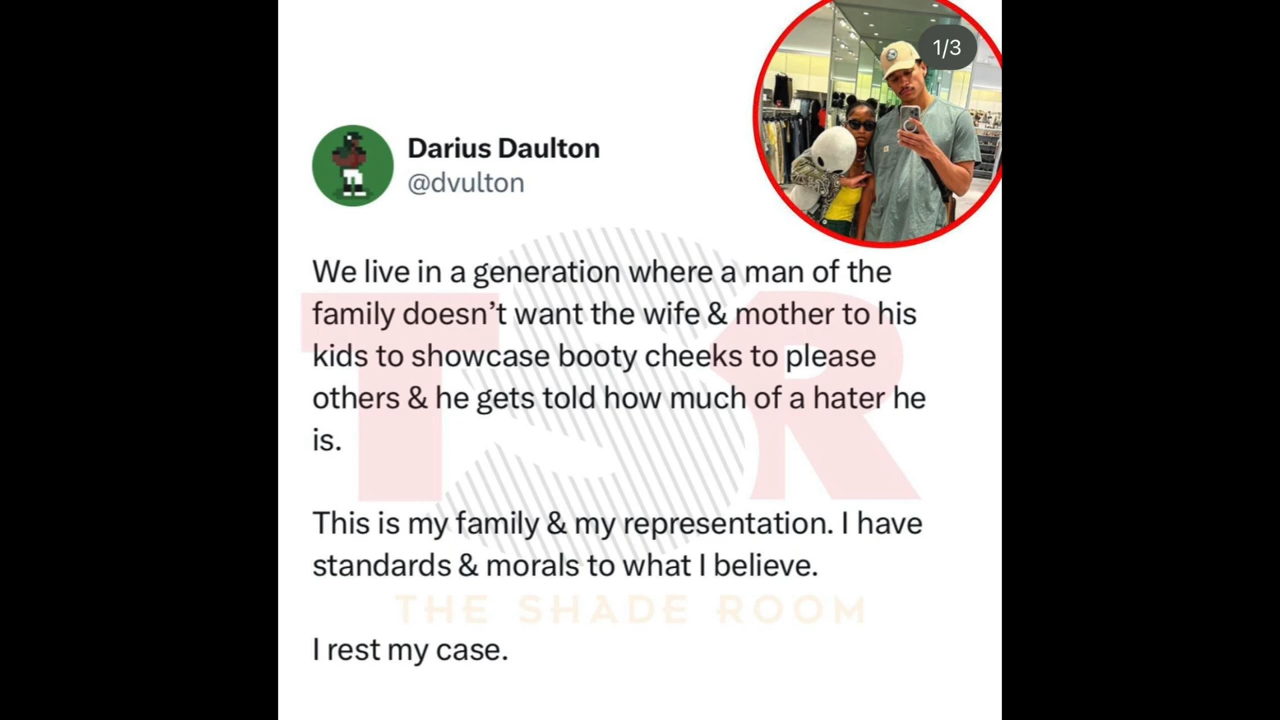 1/3
Darius Daulton
@dvulton
We live in a generation where a man of the
family doesn’t want the wife & mother to his
kids to showcase booty cheeks to please
others & he gets told how much of a hater he
is.
This is my family & my representation. I have
standards & morals to what I believe.
I rest my case.
TSR
THE SHADE ROOM